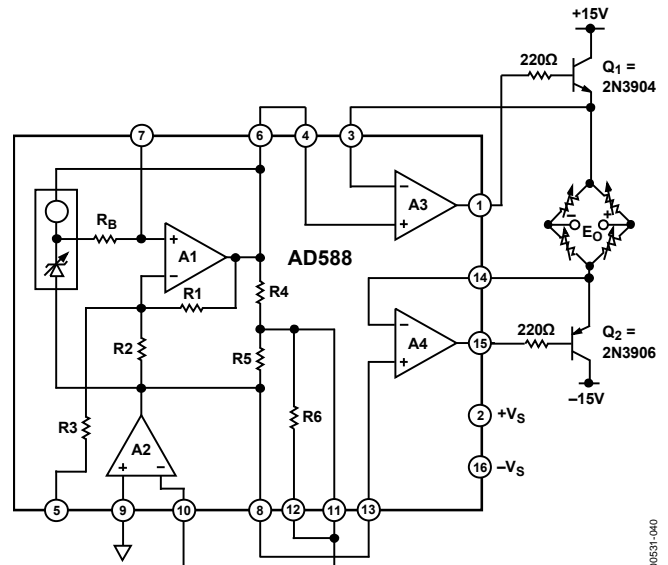 +15V
220Ω
Q1 =
2N3904
7
6
4
3
RB
+
–
A1
R1
–
+
A3
1
AD588
R4
–
+
EO
14
R2
R5
–
+
A4
15
220Ω
Q2 =
2N3906
–15V
R3
R6
A2
+
–
2
+VS
16
–VS
5
9
10
8
12
11
13
00531-040